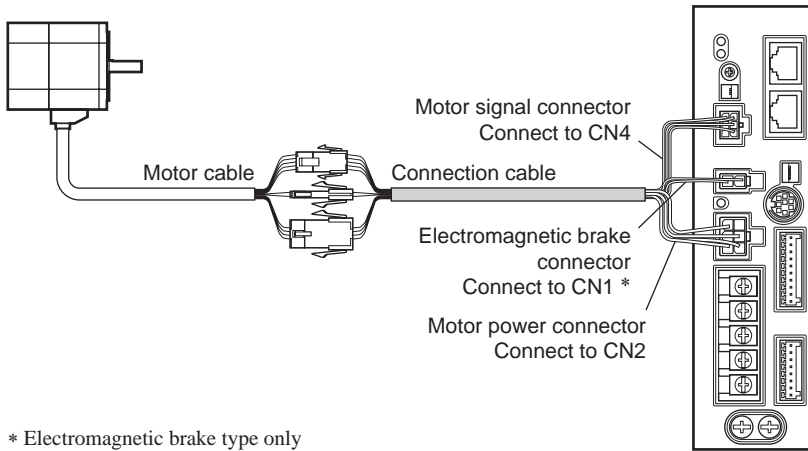 Motor signal connector
Connect to CN4
Motor cable
Connection cable
Electromagnetic brake
connector
Connect to CN1 *
Motor power connector
Connect to CN2
* Electromagnetic brake type only